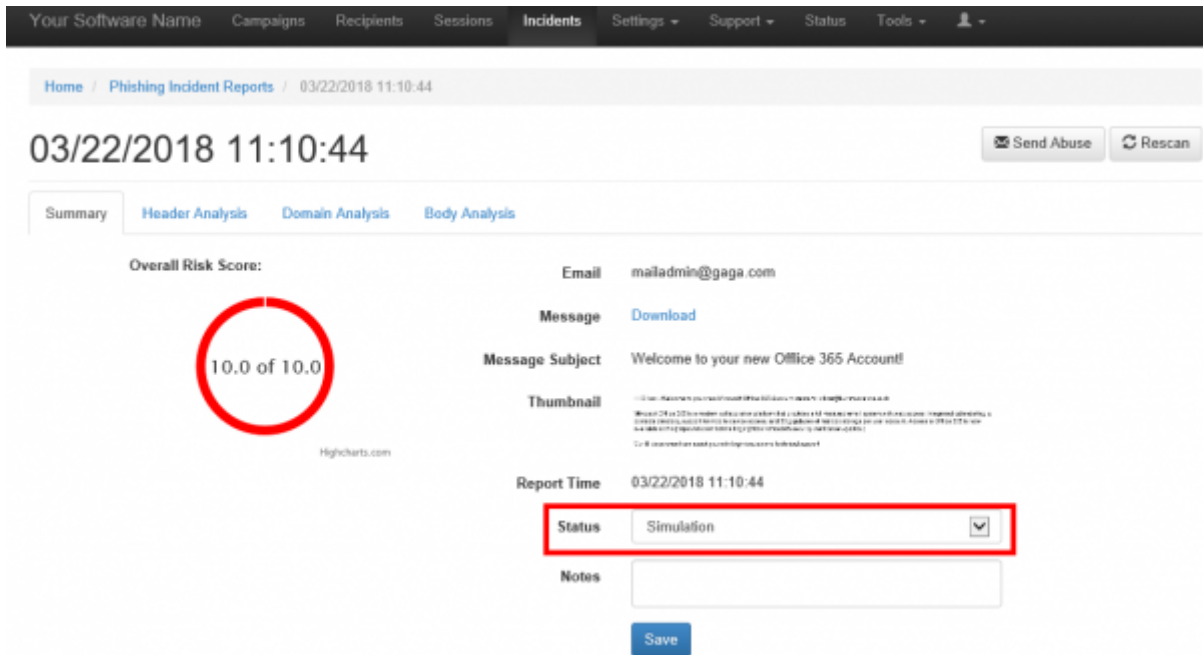 Your Software Name Campaigns Recipients Sessions Incidents Settings Support Status Tools
Home / Phishing Incident Reports / 03/22/2018 11:10:44
03/22/2018 11:10:44
Send Abuse Rescan
Summary Header Analysis Domain Analysis Body Analysis
Overall Risk Score:
10.0 of 10.0
Highcharts.com
Email mailadmin@gaga.com
Message Download
Message Subject Welcome to your new Offlice 365 Account!
Thumbnail
Report Time 03/22/2018 11:10:44
Status Simulation
Notes
Save